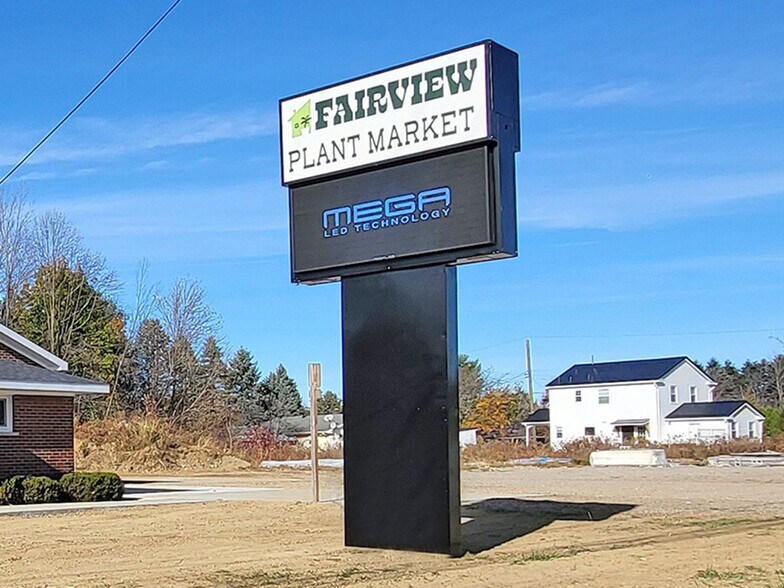 FAIRVIEW
PLANT MARKET
MEGA
LED TECHNOLOGY